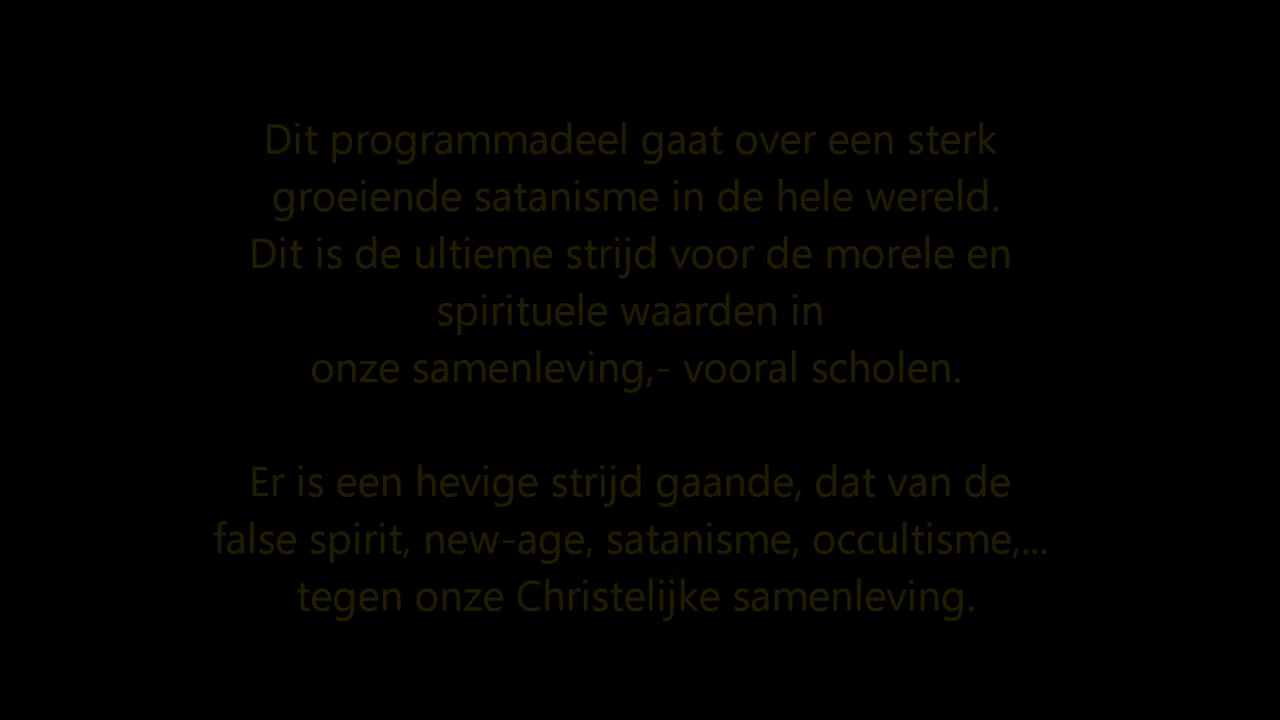 Dit programmadeel gaat over een sterk
groeiende satanisme in de hele wereld.
Dit is de ultieme strijd voor de morele en
spirituele waarden in
onze samenleving,- vooral scholen.
Er is een hevige strijd gaande, dat van de
false spirit, new-age, satanisme, occultisme,...
tegen onze Christelijke samenleving.